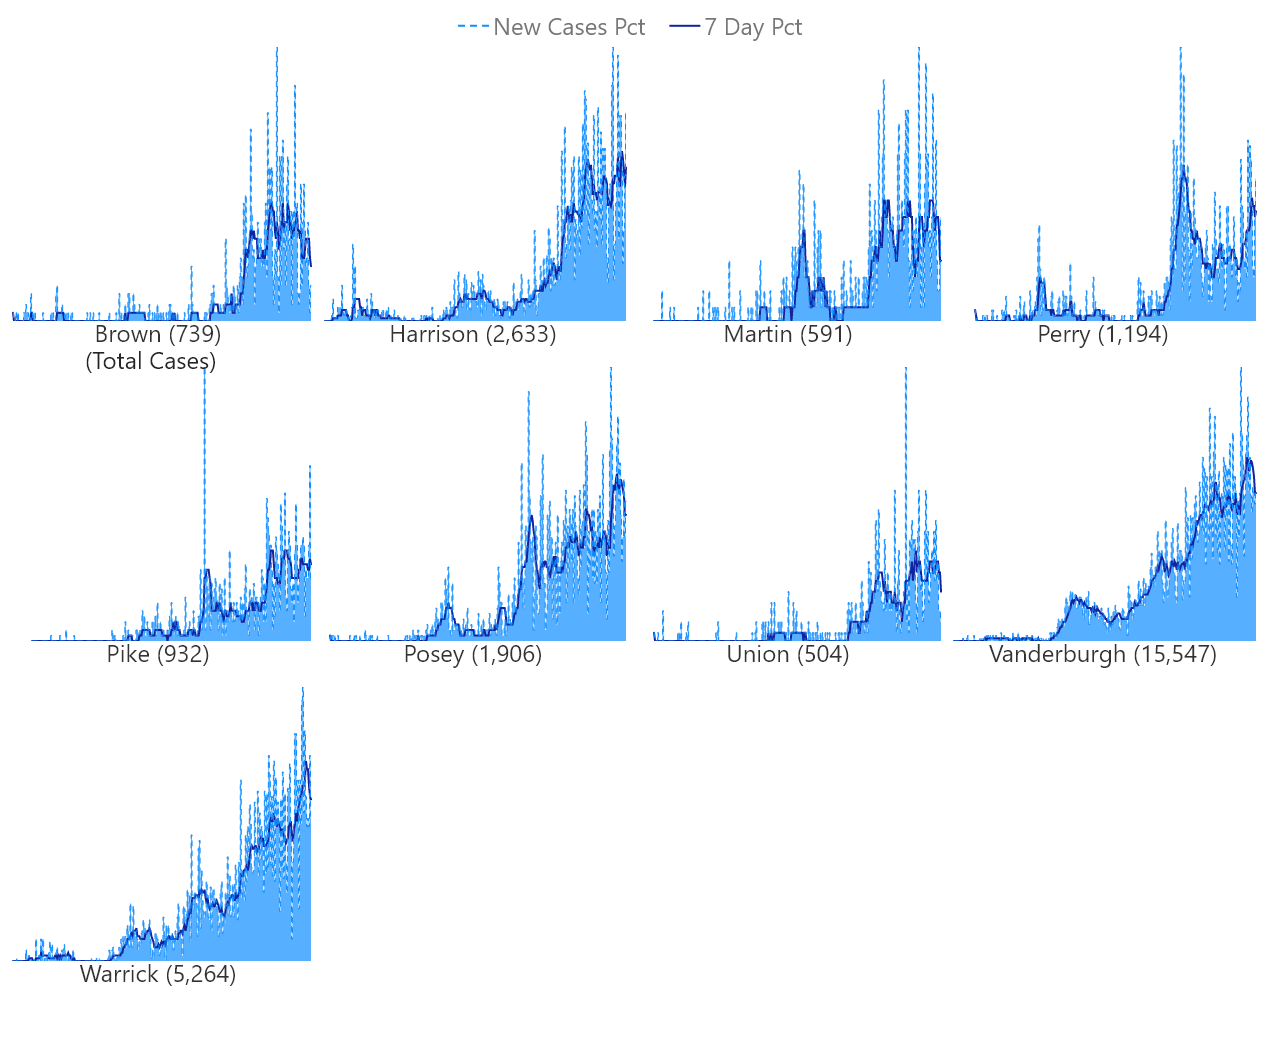 New Cases Pct 7 Day Pct
Brown (739)
(Total Cases)
Harrison (2,633)
Martin (591)
Perry (1,194)
Pike (932)
Posey (1,906)
Union (504)
Vanderburgh (15,547)
Warrick (5,264)